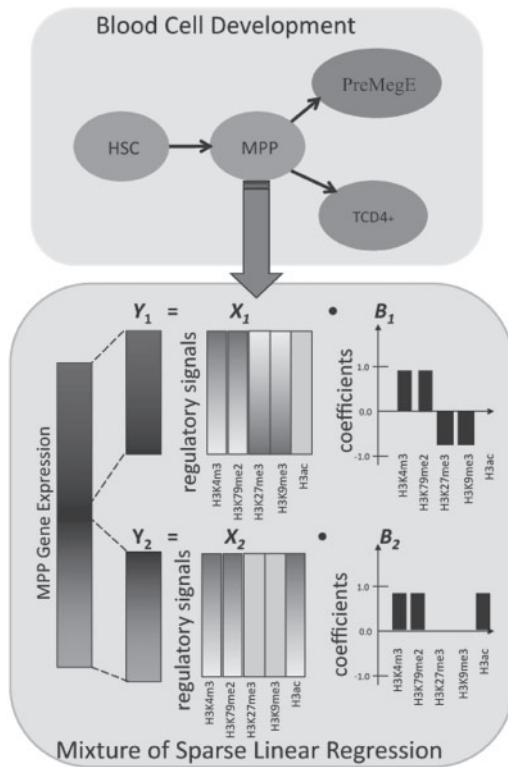 Blood Cell Development
PreMegE
HSC
MPP
TCD4+
Y1 = X1 • B1
MPP Gene Expression
regulatory signals
coefficients
1.0
0.0
-1.0
H3K4m3
H3K79me2
H3K27me3
H3K9me3
H3ac
H3K4m3
H3K79me2
H3K27me3
H3K9me3
H3ac
Y2 = X2 • B2
regulatory signals
coefficients
1.0
0.0
-1.0
H3K4m3
H3K79me2
H3K27me3
H3K9me3
H3ac
H3K4m3
H3K79me2
H3K27me3
H3K9me3
H3ac
Mixture of Sparse Linear Regression